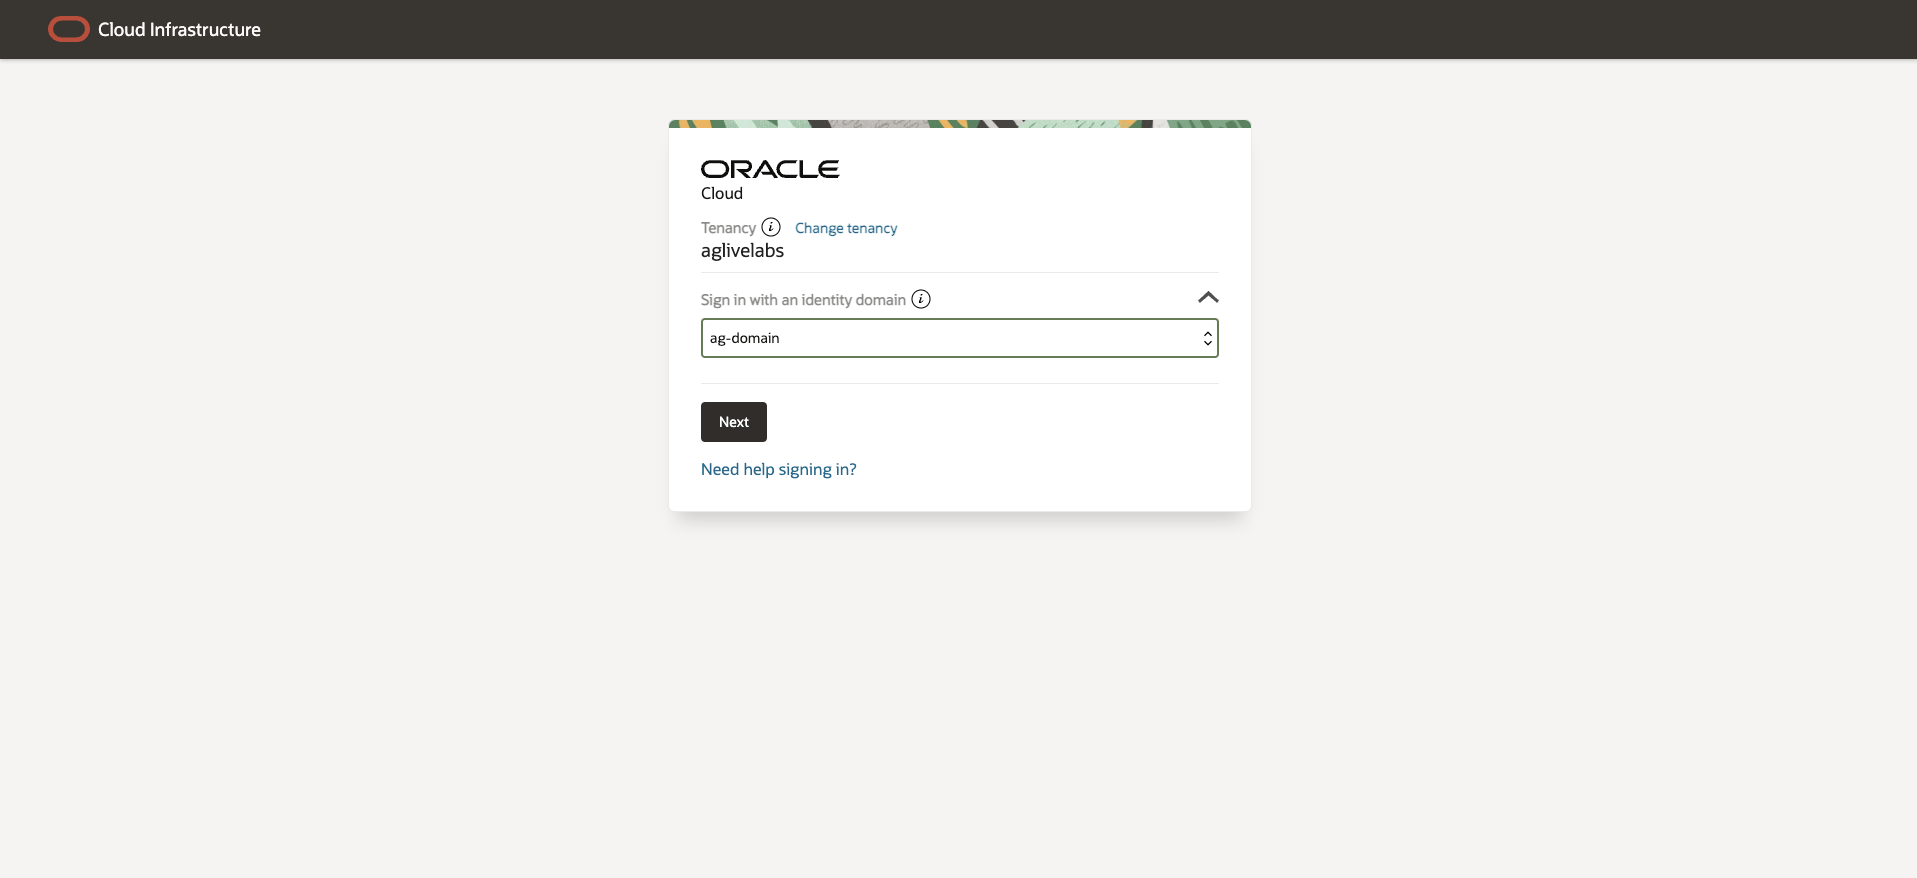 Cloud Infrastructure
ORACLE
Cloud
Tenancy i Change tenancy
aglivelabs
Sign in with an identity domain i
ag-domain
Next
Need help signing in?